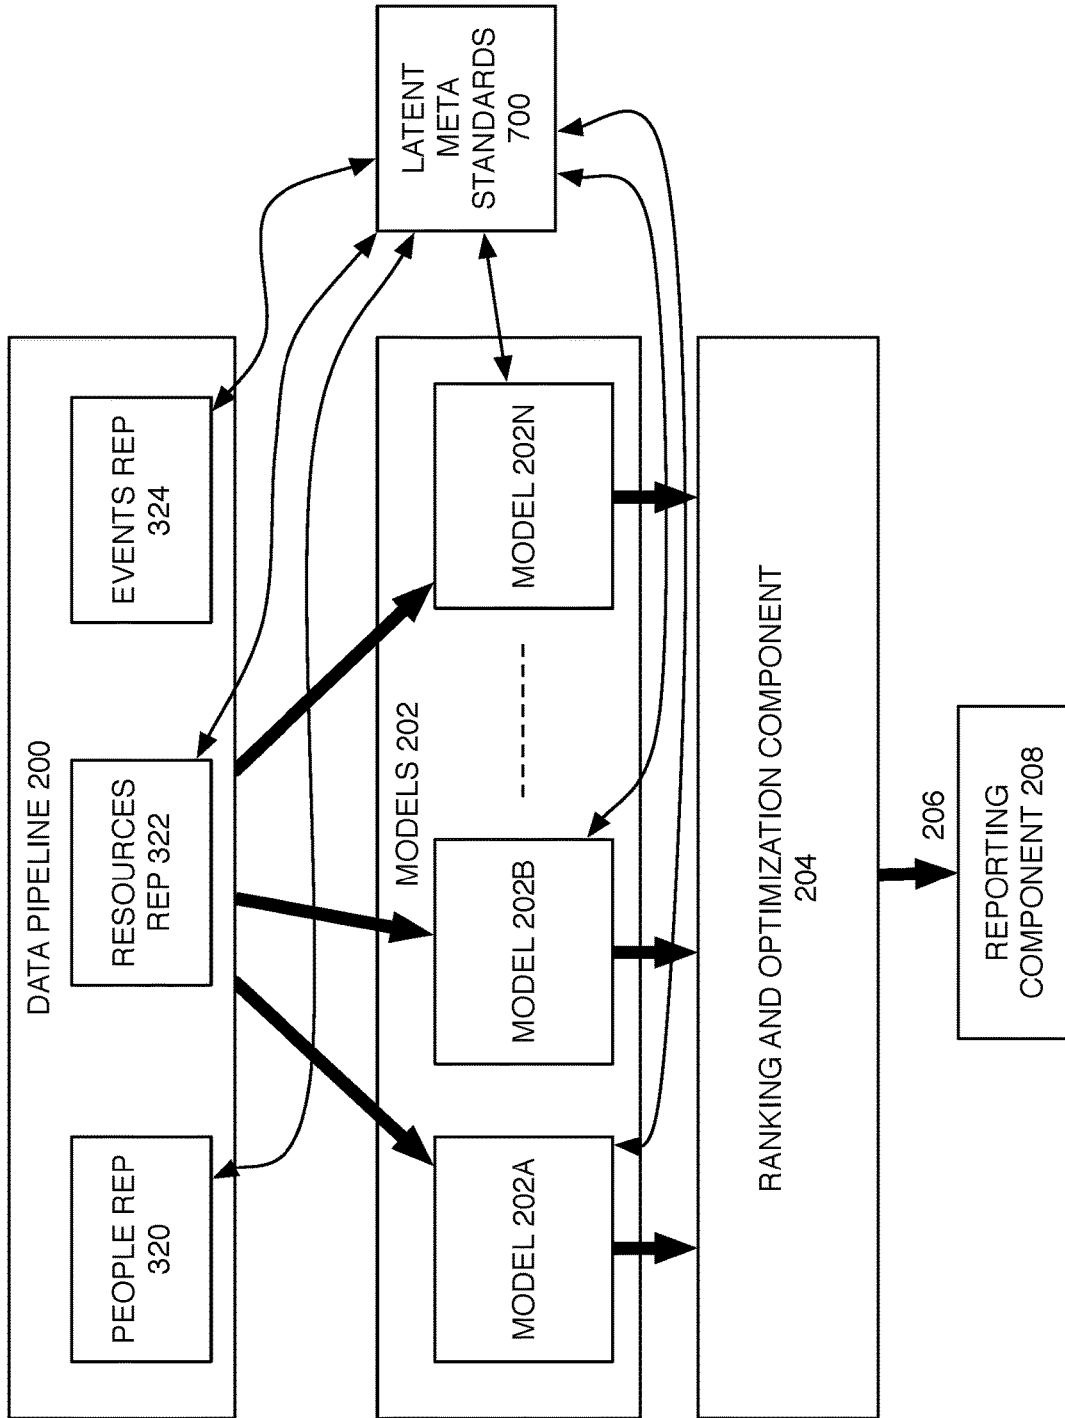 DATA PIPELINE 200
PEOPLE REP
320
RESOURCES
REP 322
EVENTS REP
324
LATENT
META
STANDARDS
700
MODELS 202
MODEL 202A
MODEL 202B
MODEL 202N
RANKING AND OPTIMIZATION COMPONENT
204
206
REPORTING
COMPONENT 208